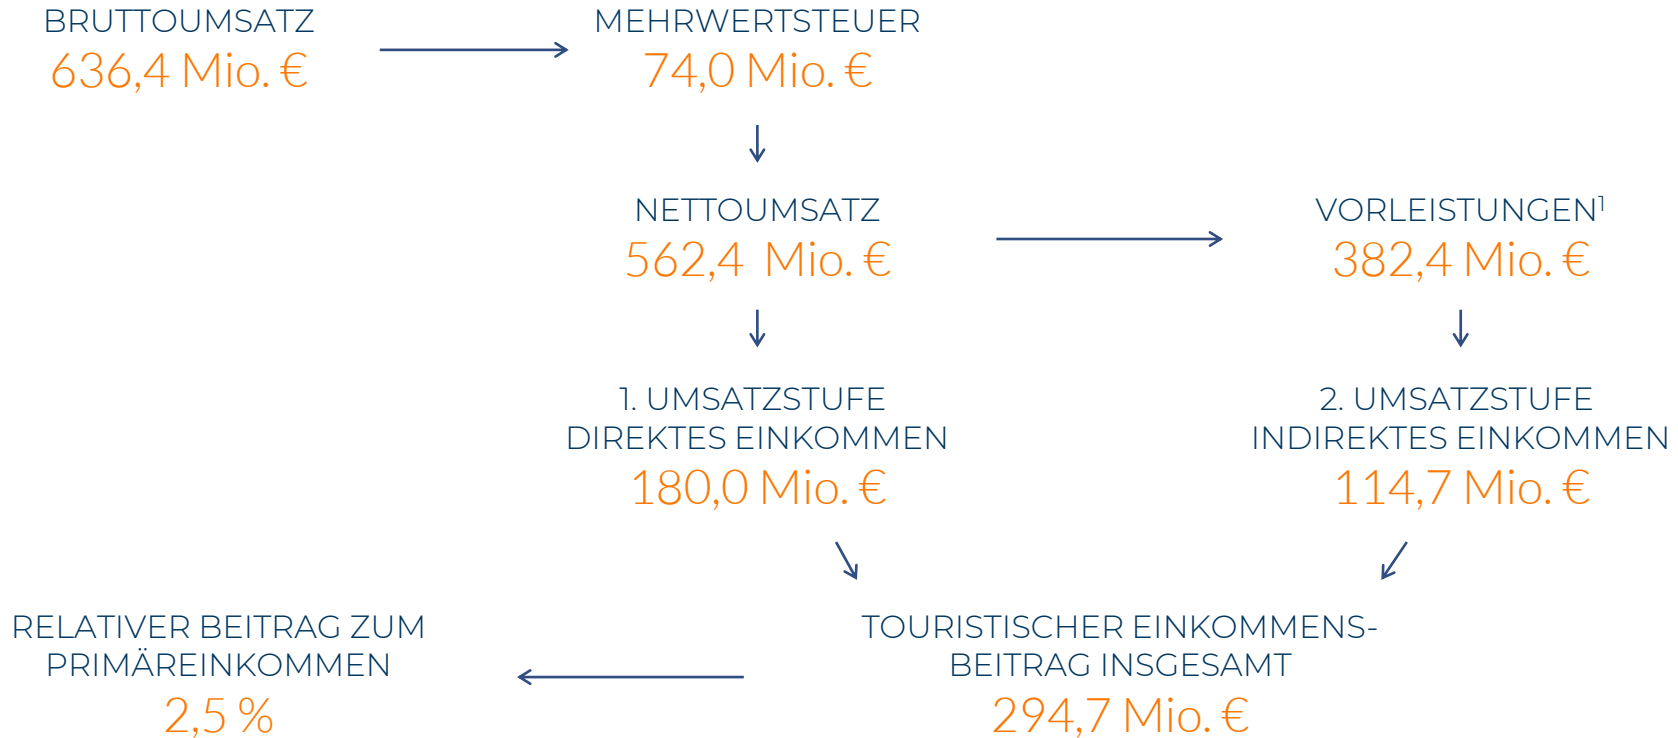 BRUTTOUMSATZ
636,4 Mio. €
MEHRWERTSTEUER
74,0 Mio. €
NETTOUMSATZ
562,4 Mio. €
VORLEISTUNGEN¹
382,4 Mio. €
1. UMSATZSTUFE
DIREKTES EINKOMMEN
180,0 Mio. €
2. UMSATZSTUFE
INDIREKTES EINKOMMEN
114,7 Mio. €
RELATIVER BEITRAG ZUM
PRIMÄREINKOMMEN
2,5 %
TOURISTISCHER EINKOMMENS-
BEITRAG INSGESAMT
294,7 Mio. €